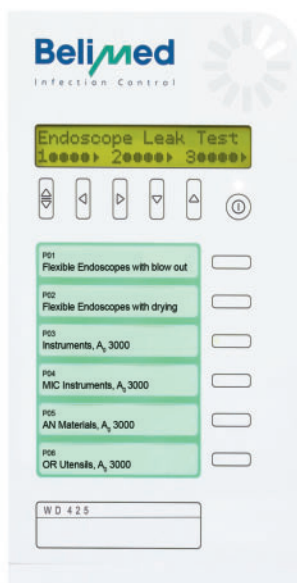 Belimed
Infection Control
Endoscope Leak Test
1●●●●▶ 2●●●●▶ 3●●●●▶
P01
Flexible Endoscopes with blow out
P02
Flexible Endoscopes with drying
P03
Instruments, A₀ 3000
P04
MIC Instruments, A₀ 3000
P05
AN Materials, A₀ 3000
P06
OR Utensils, A₀ 3000
WD 425